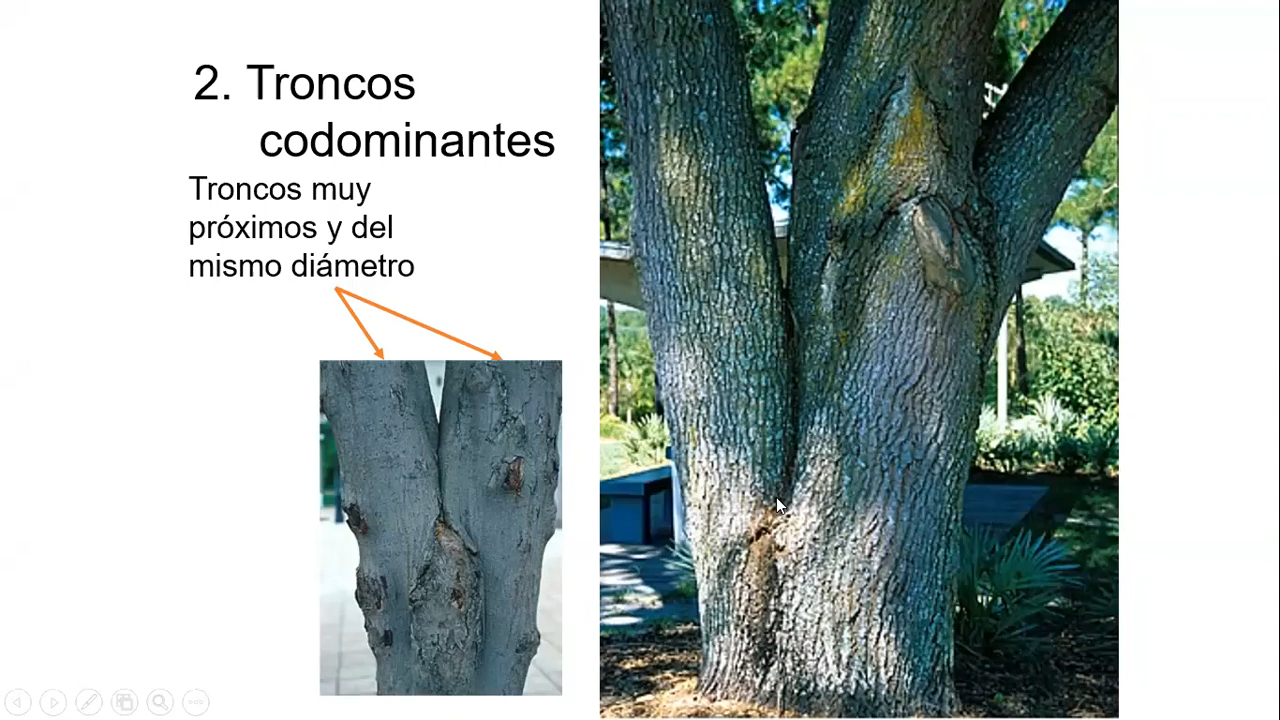 2. Troncos
codominantes
Troncos muy
próximos y del
mismo diámetro